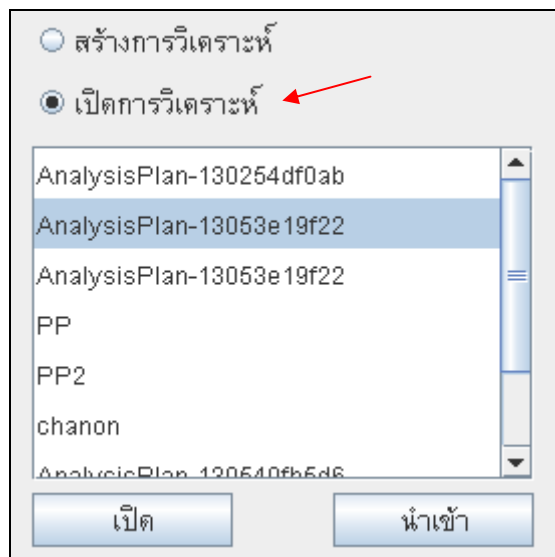 สร้างการวิเคราะห์
เปิดการวิเคราะห์
AnalysisPlan-130254df0ab
AnalysisPlan-13053e19f22
AnalysisPlan-13053e19f22
PP
PP2
chanon
AnalysisPlan-130540fb5d6
เปิด
นำเข้า